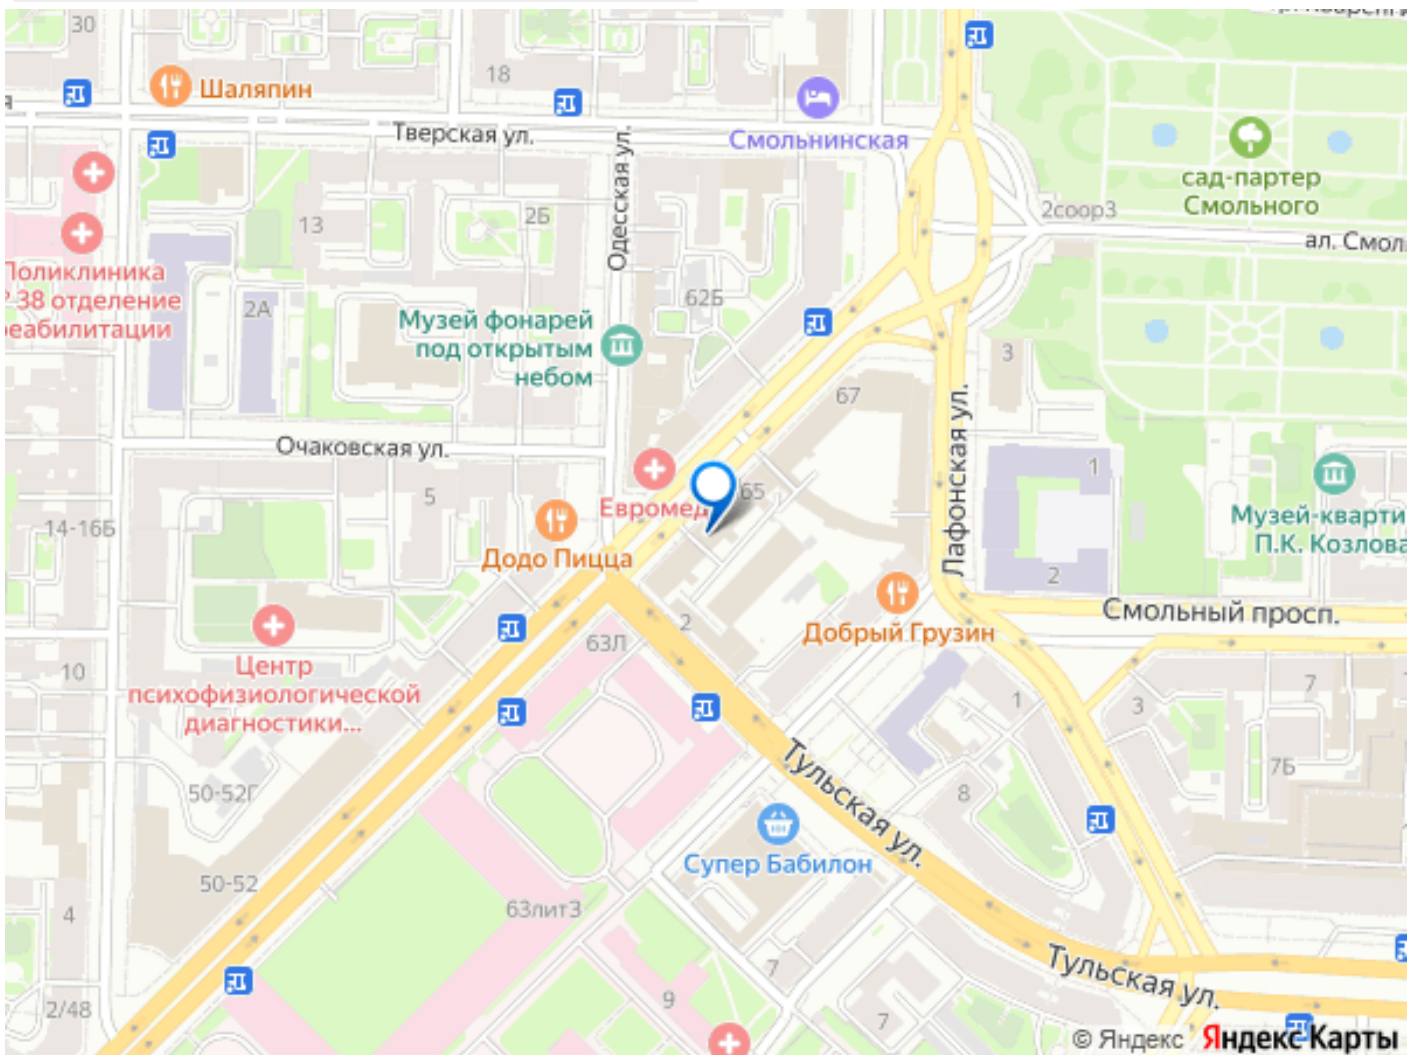 30
Шаляпин
18
Тверская ул.
Смольнинская
Одесская ул.
сад-партер
Смольного
2соор3
ал. Смол
13
2Б
Поликлиника
38 отделение
реабилитации
2А
62Б
Музей фонарей
под открытым
небом
3
67
Лафонская ул.
Очаковская ул.
1
5
65
Евромед
14-16Б
Додо Пицца
Музей-кварти
П.К. Козлова
2
Смольный просп.
Добрый Грузин
2
63Л
Центр
психофизиологической
диагностики...
10
1
3
7
7Б
Тульская ул.
50-52Г
8
Супер Бабилон
50-52
4
63литЗ
7
Тульская ул.
9
7
2/48
© Яндекс Яндекс Карты